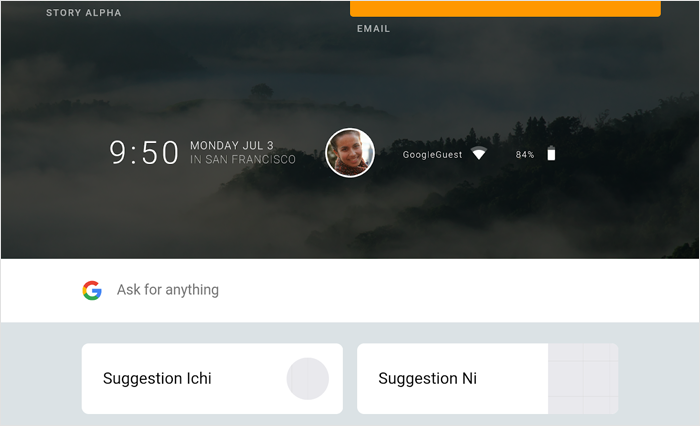 STORY ALPHA
EMAIL
9:50
MONDAY JUL 3
IN SAN FRANCISCO
GoogleGuest
84%
Ask for anything
Suggestion Ichi
Suggestion Ni